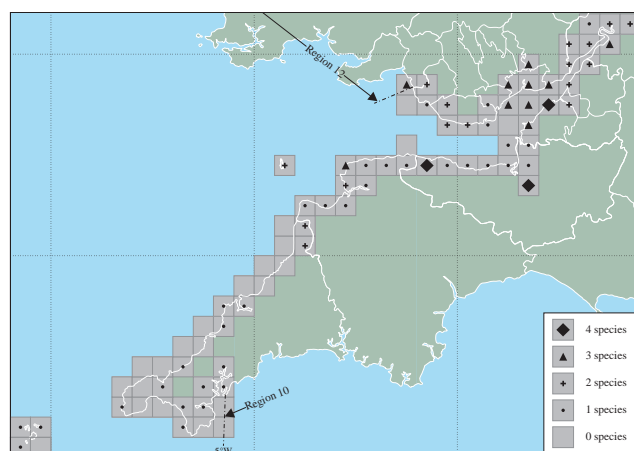 Region 12
Region 10
5°W
4 species
3 species
2 species
1 species
0 species